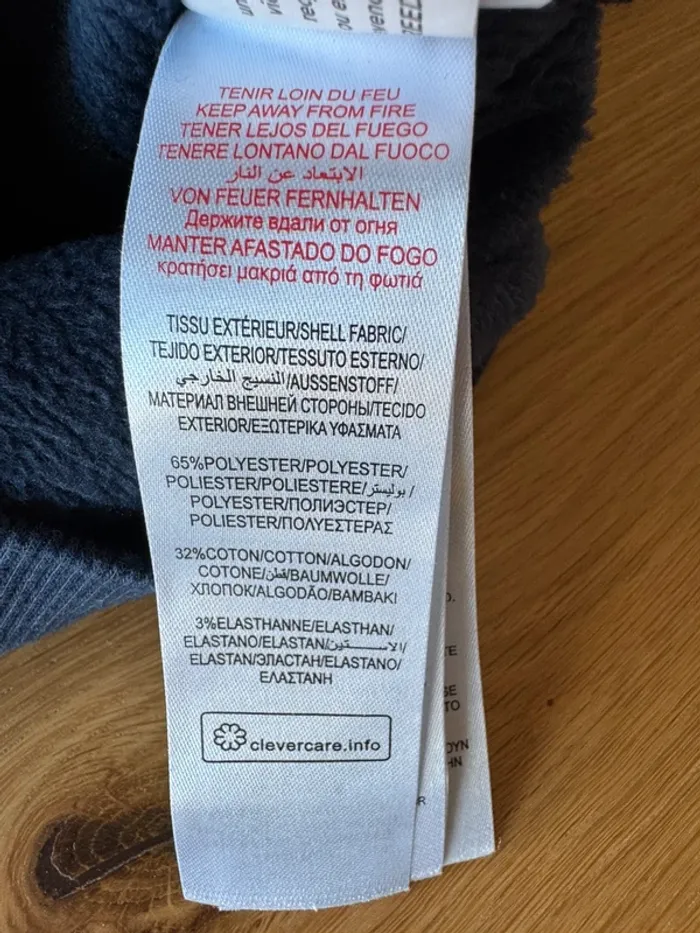 TENIR LOIN DU FEU
KEEP AWAY FROM FIRE
TENER LEJOS DEL FUEGO
TENERE LONTANO DAL FUOCO
الابتعاد عن النار
VON FEUER FERNHALTEN
Держите вдали от огня
MANTER AFASTADO DO FOGO
κρατήσει μακριά από τη φωτιά
TISSU EXTÉRIEUR/SHELL FABRIC/
TEJIDO EXTERIOR/TESSUTO ESTERNO/
النسيج الخارجي/AUSSENSTOFF/
МАТЕРИАЛ ВНЕШНЕЙ СТОРОНЫ/TECIDO
EXTERIOR/ΕΞΩΤΕΡΙΚΑ ΥΦΑΣΜΑΤΑ
65%POLYESTER/POLYESTER/
POLIESTER/POLIESTERE/بوليستر/
POLYESTER/ПОЛИЭСТЕР/
POLIESTER/ΠΟΛΥΕΣΤΕΡΑΣ
32%COTON/COTTON/ALGODON/
COTONE/قطن/BAUMWOLLE/
ХЛОПОК/ALGODÃO/ΒΑΜΒΑΚΙ
3%ELASTHANNE/ELASTHAN/
ELASTANO/ELASTAN/الاستين/
ELASTAN/ЭЛАСТАН/ELASTANO/
ΕΛΑΣΤΑΝΗ
clevercare.info